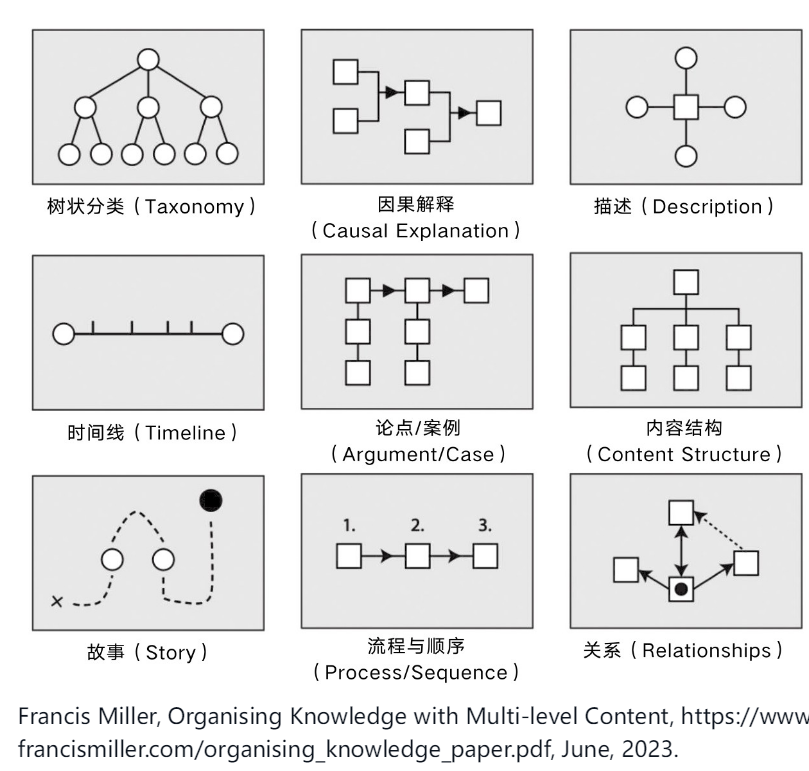 树状分类（Taxonomy）
因果解释
（Causal Explanation）
描述（Description）
时间线（Timeline）
论点/案例
（Argument/Case）
内容结构
（Content Structure）
1. 2. 3.
故事（Story）
流程与顺序
（Process/Sequence）
关系（Relationships）
Francis Miller, Organising Knowledge with Multi-level Content, https://www
francismiller.com/organising_knowledge_paper.pdf, June, 2023.